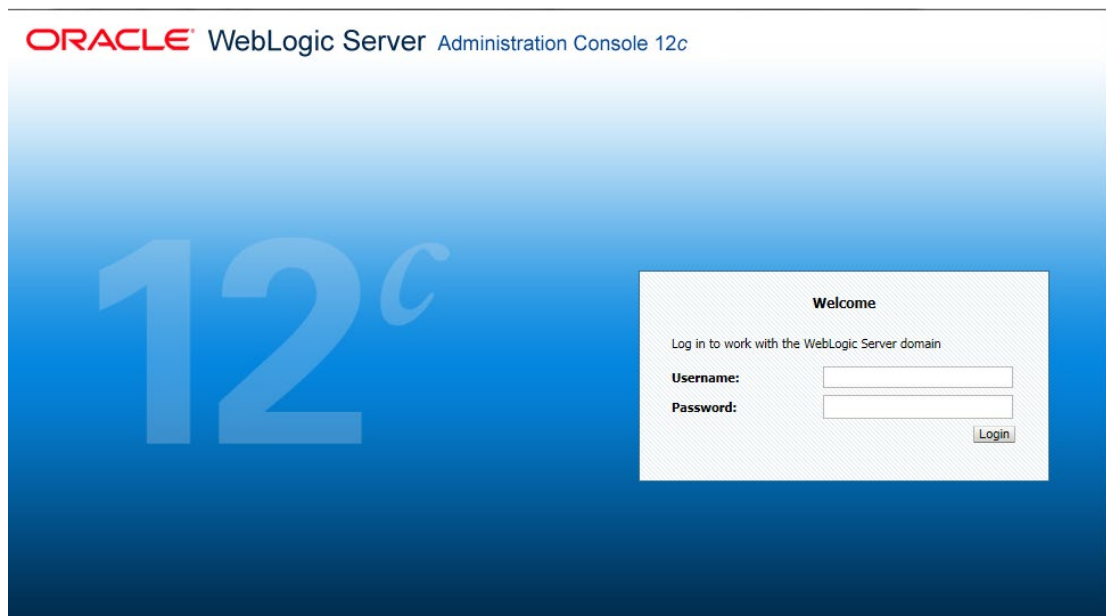 ORACLE WebLogic Server Administration Console 12c
12c
Welcome
Log in to work with the WebLogic Server domain
Username:
Password:
Login